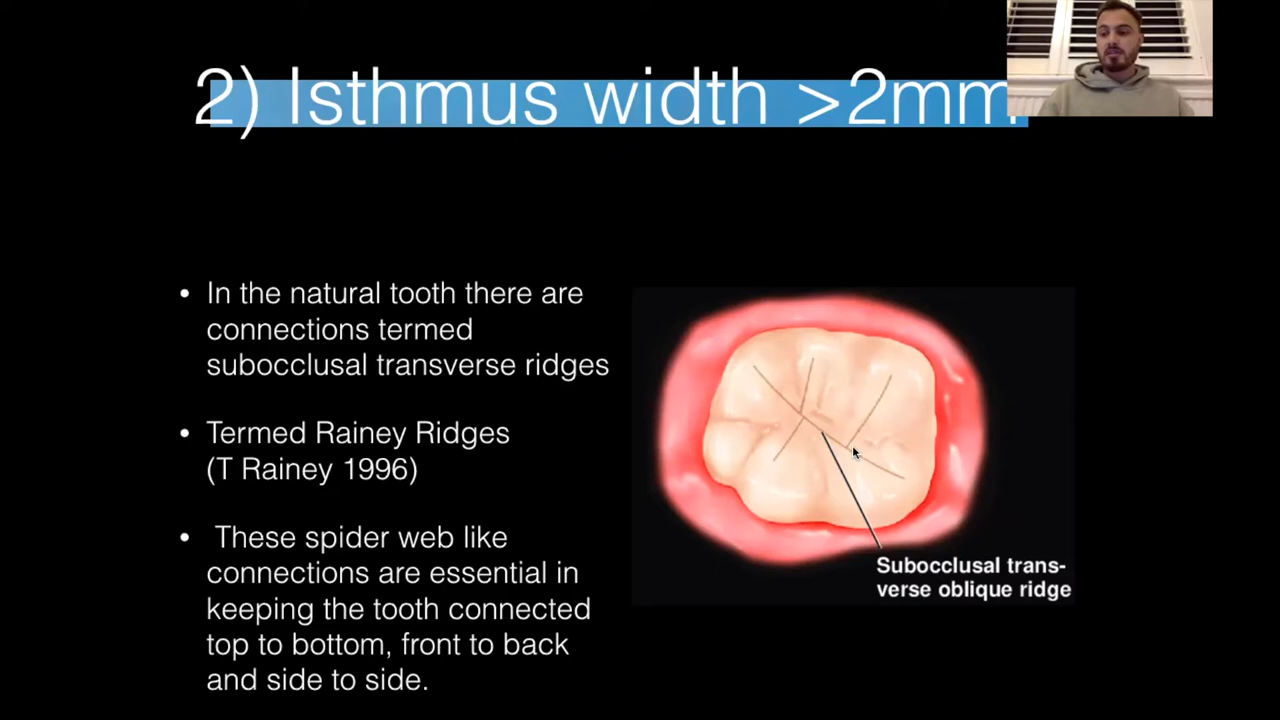 2) Isthmus width >2mm
In the natural tooth there are
connections termed
subocclusal transverse ridges
Termed Rainey Ridges
(T Rainey 1996)
These spider web like
connections are essential in
keeping the tooth connected
top to bottom, front to back
and side to side.
Subocclusal trans-
verse oblique ridge